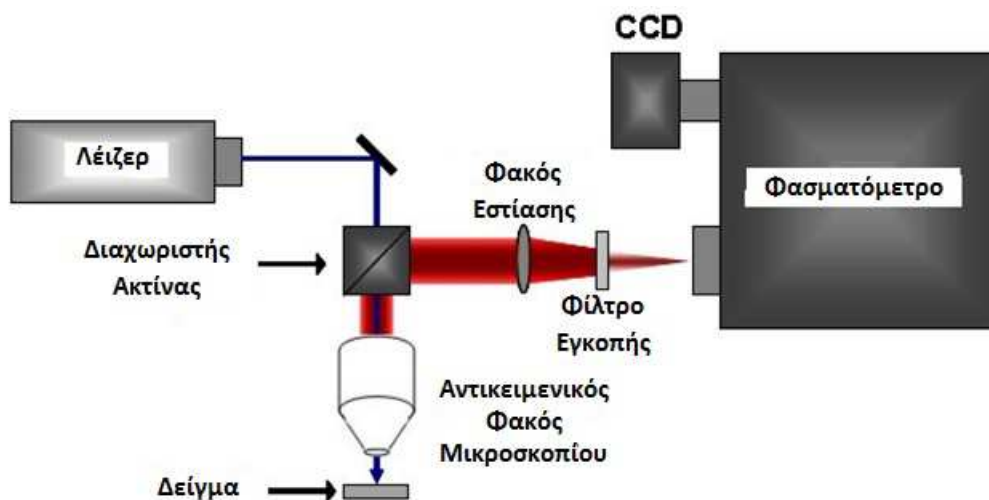 CCD
Λέιζερ
Φακός
Εστίασης
Φασματόμετρο
Διαχωριστής
Ακτίνας
Φίλτρο
Εγκοπής
Αντικειμενικός
Φακός
Μικροσκοπίου
Δείγμα